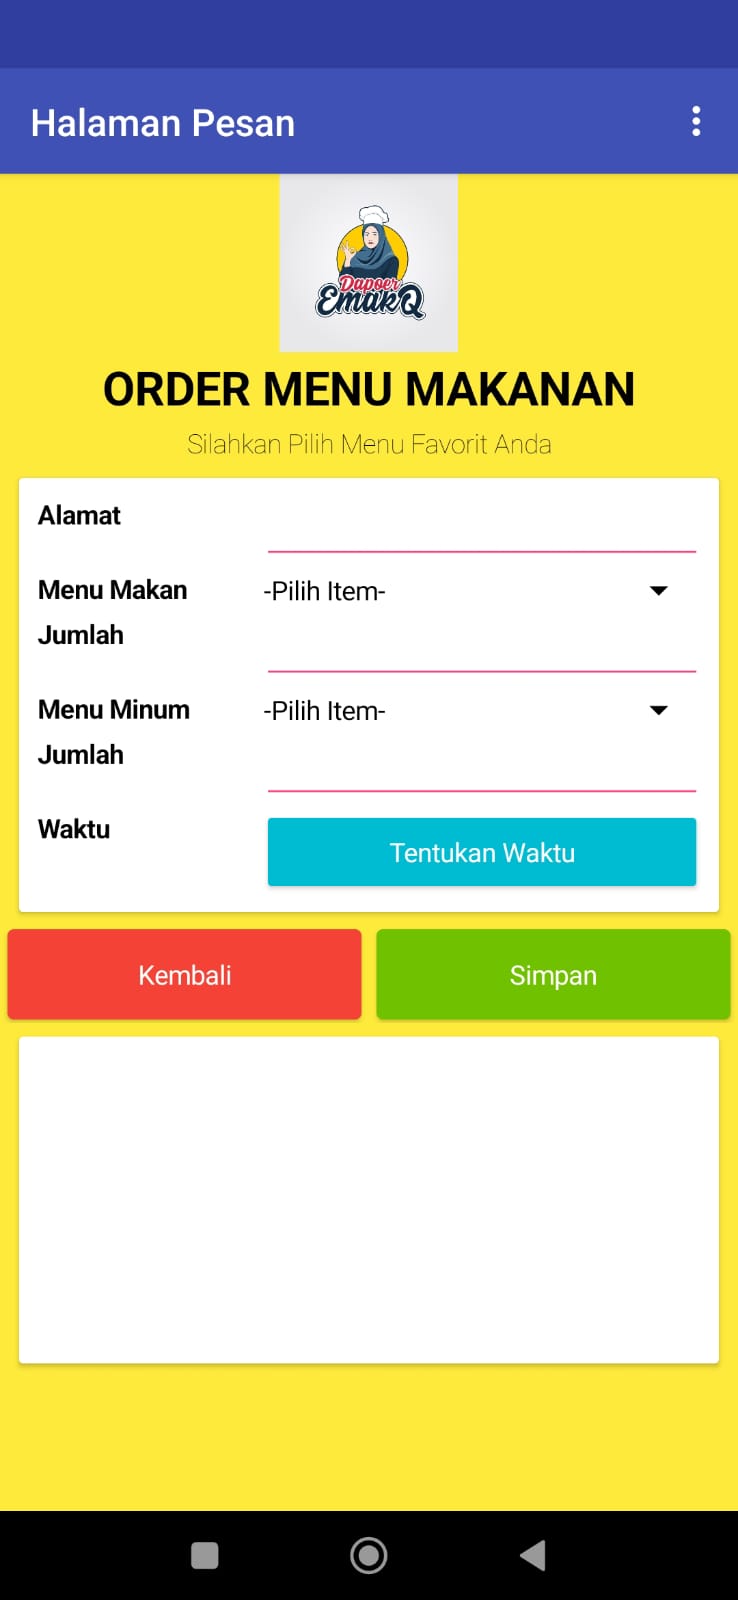 Halaman Pesan
Dapoer
EmakQ
ORDER MENU MAKANAN
Silahkan Pilih Menu Favorit Anda
Alamat
Menu Makan -Pilih Item-
Jumlah
Menu Minum -Pilih Item-
Jumlah
Waktu
Tentukan Waktu
Kembali Simpan